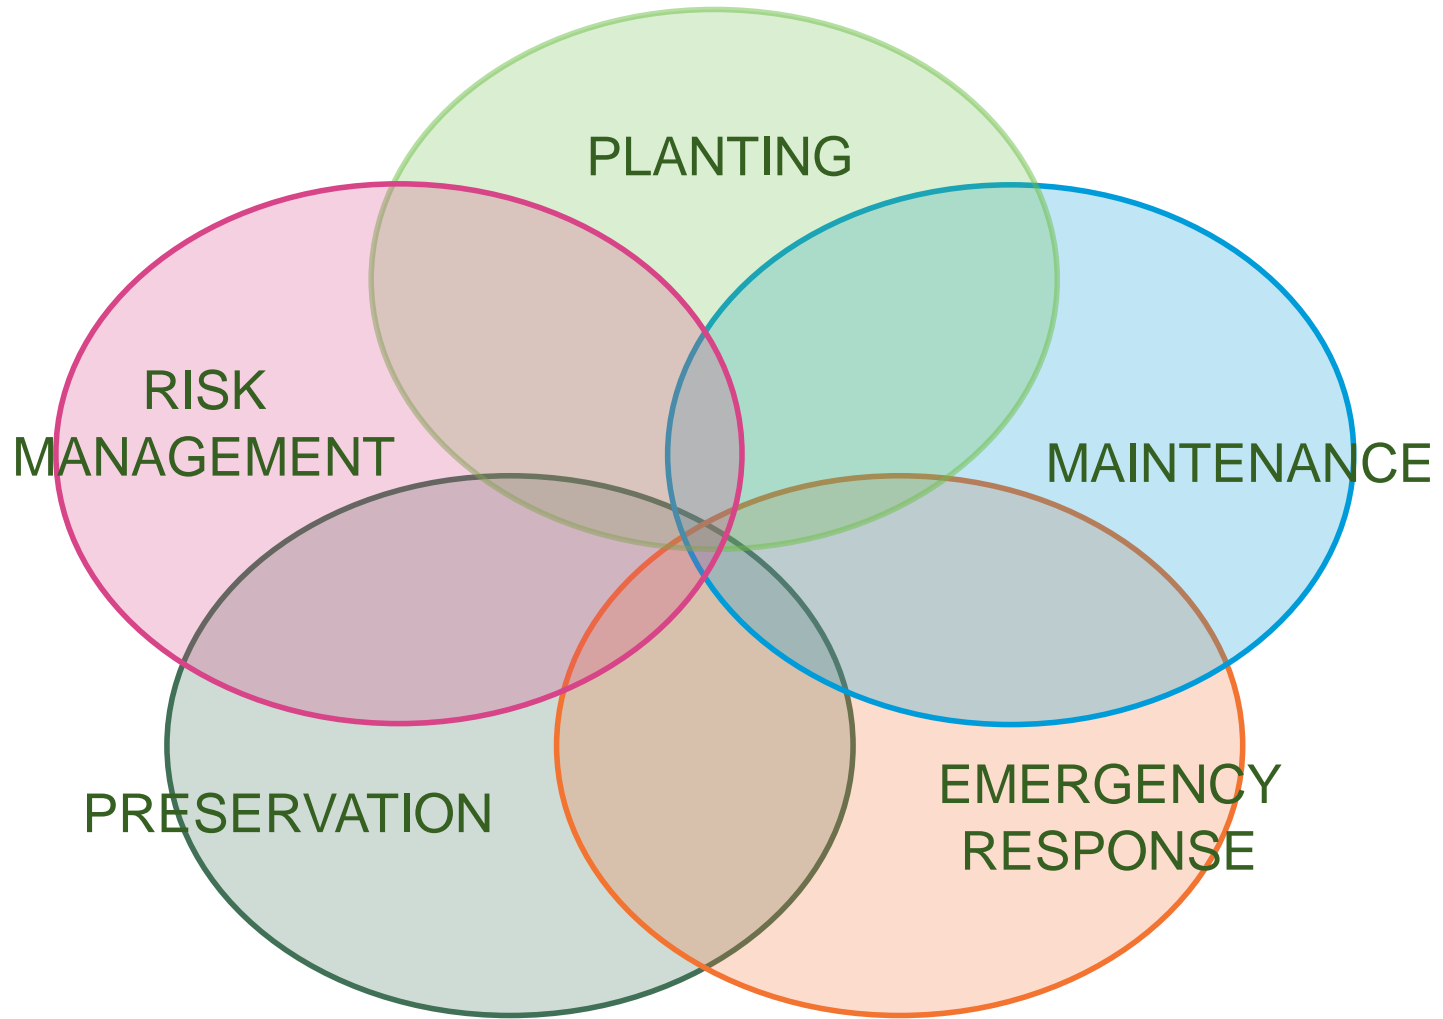 PLANTING
RISK
MANAGEMENT
MAINTENANCE
PRESERVATION
EMERGENCY
RESPONSE